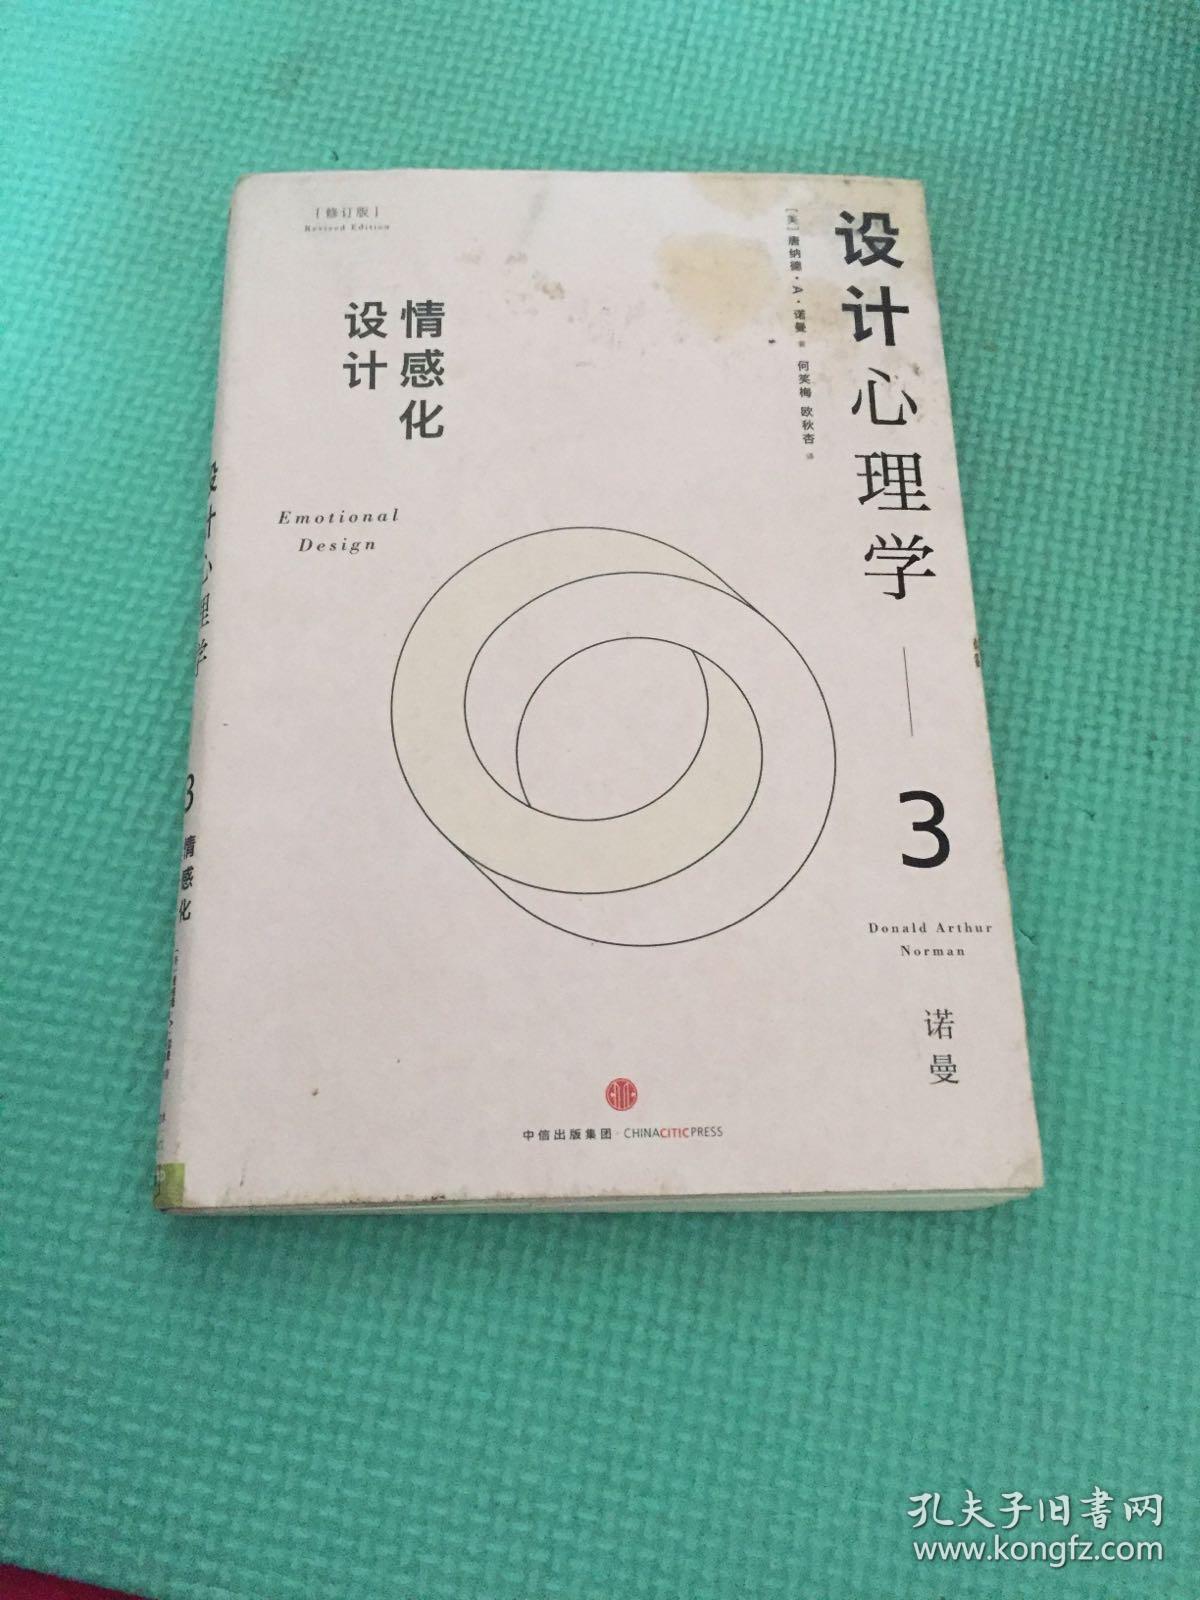 设计心理学
3
Donald Arthur
Norman
诺曼
[美]唐纳德·A·诺曼 著
何笑梅 欧秋杏 译
[修订版]
Revised Edition
情感化
设计
Emotional
Design
中信出版集团·CHINACITICPRESS
设计心理学
3
情感化
孔夫子旧书网
www.kongfz.com